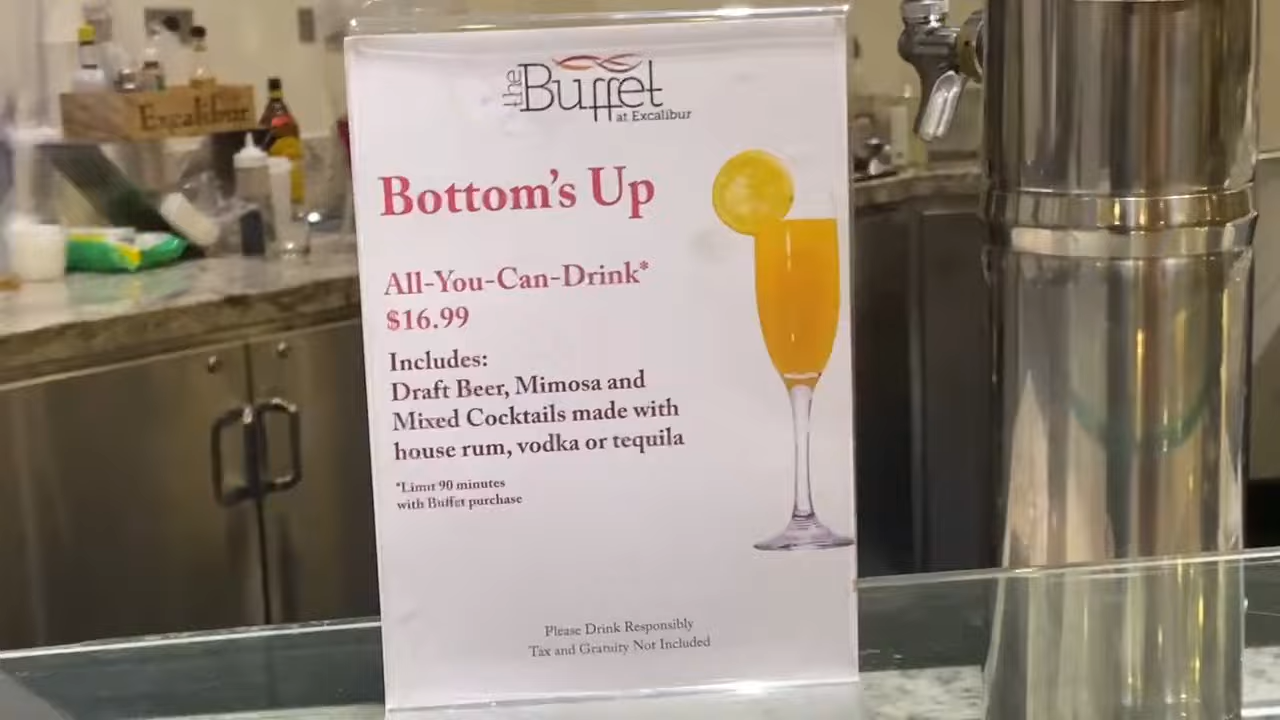 Excalibur
the Buffet
at Excalibur
Bottom's Up
All-You-Can-Drink*
$16.99
Includes:
Draft Beer, Mimosa and
Mixed Cocktails made with
house rum, vodka or tequila
*Limit 90 minutes
with Buffet purchase
Please Drink Responsibly
Tax and Gratuity Not Included